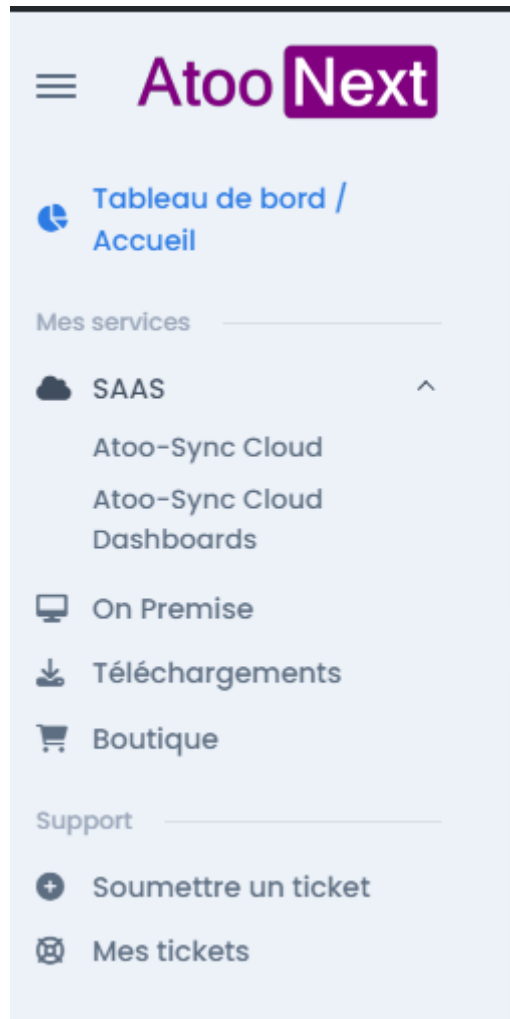 Atoo Next
Tableau de bord /
Accueil
Mes services
SAAS
Atoo-Sync Cloud
Atoo-Sync Cloud
Dashboards
On Premise
Téléchargements
Boutique
Support
Soumettre un ticket
Mes tickets